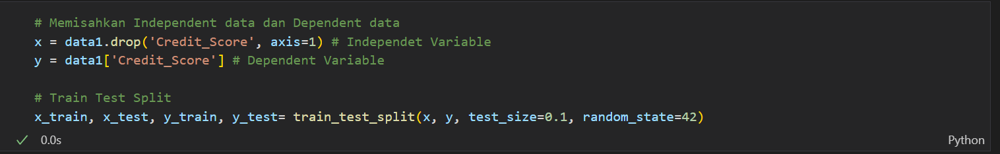 # Memisahkan Independent data dan Dependent data
x = data1.drop('Credit_Score', axis=1) # Independet Variable
y = data1['Credit_Score'] # Dependent Variable
# Train Test Split
x_train, x_test, y_train, y_test= train_test_split(x, y, test_size=0.1, random_state=42)
0.0s
Python